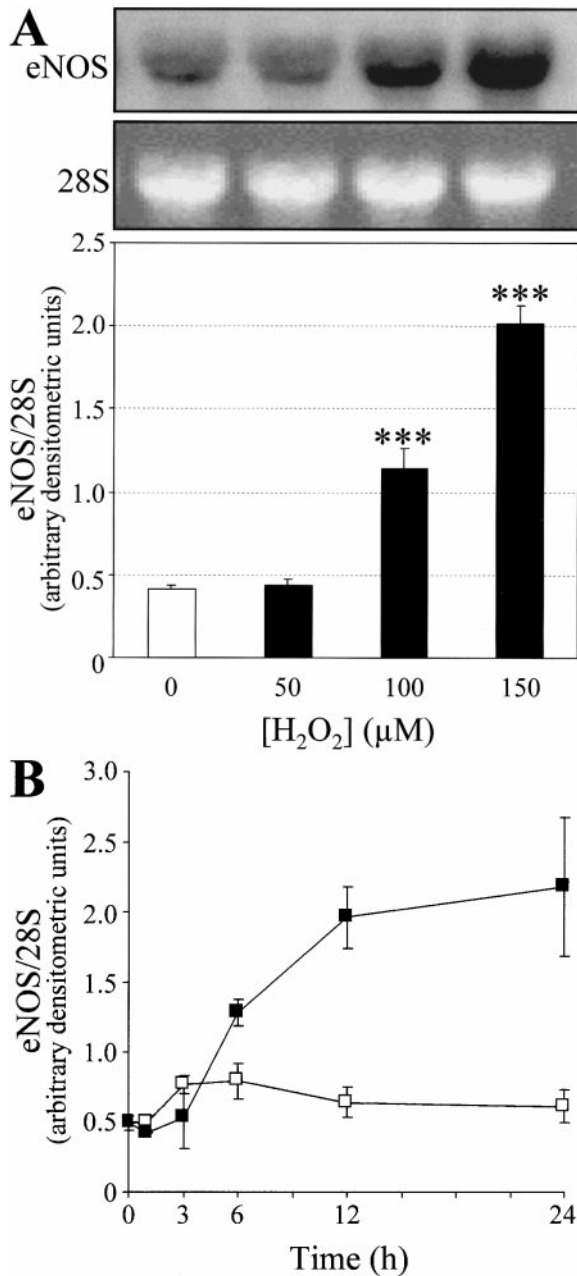 A
eNOS
28S
eNOS/28S
(arbitrary densitometric units)
2.5
2.0
1.5
1.0
0.5
0
***
***
0 50 100 150
[H₂O₂] (µM)
B
eNOS/28S
(arbitrary densitometric units)
3.0
2.5
2.0
1.5
1.0
0.5
0
0 3 6 12 24
Time (h)